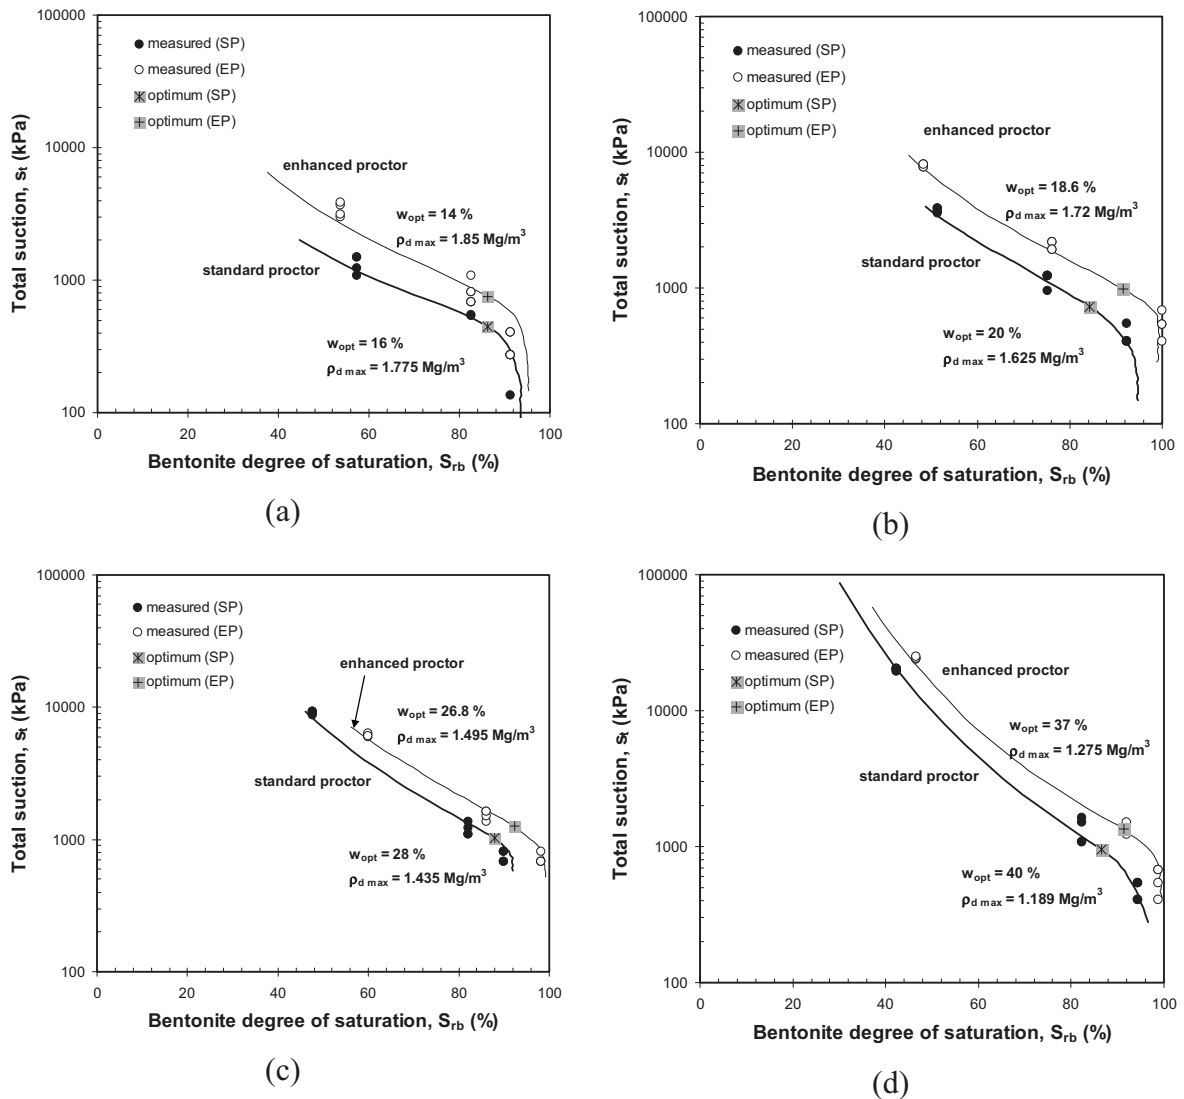 (a)
100000
10000
1000
100
Total suction, st (kPa)
measured (SP)
measured (EP)
optimum (SP)
optimum (EP)
enhanced proctor
wopt = 14 %
ρd max = 1.85 Mg/m3
standard proctor
wopt = 16 %
ρd max = 1.775 Mg/m3
0 20 40 60 80 100
Bentonite degree of saturation, Srb (%)
(a)
100000
10000
1000
100
Total suction, st (kPa)
measured (SP)
measured (EP)
optimum (SP)
optimum (EP)
enhanced proctor
wopt = 18.6 %
ρd max = 1.72 Mg/m3
standard proctor
wopt = 20 %
ρd max = 1.625 Mg/m3
0 20 40 60 80 100
Bentonite degree of saturation, Srb (%)
(b)
100000
10000
1000
100
Total suction, st (kPa)
measured (SP)
measured (EP)
optimum (SP)
optimum (EP)
enhanced proctor
wopt = 26.8 %
ρd max = 1.495 Mg/m3
standard proctor
wopt = 28 %
ρd max = 1.435 Mg/m3
0 20 40 60 80 100
Bentonite degree of saturation, Srb (%)
(c)
100000
10000
1000
100
Total suction, st (kPa)
measured (SP)
measured (EP)
optimum (SP)
optimum (EP)
enhanced proctor
wopt = 37 %
ρd max = 1.275 Mg/m3
standard proctor
wopt = 40 %
ρd max = 1.189 Mg/m3
0 20 40 60 80 100
Bentonite degree of saturation, Srb (%)
(d)